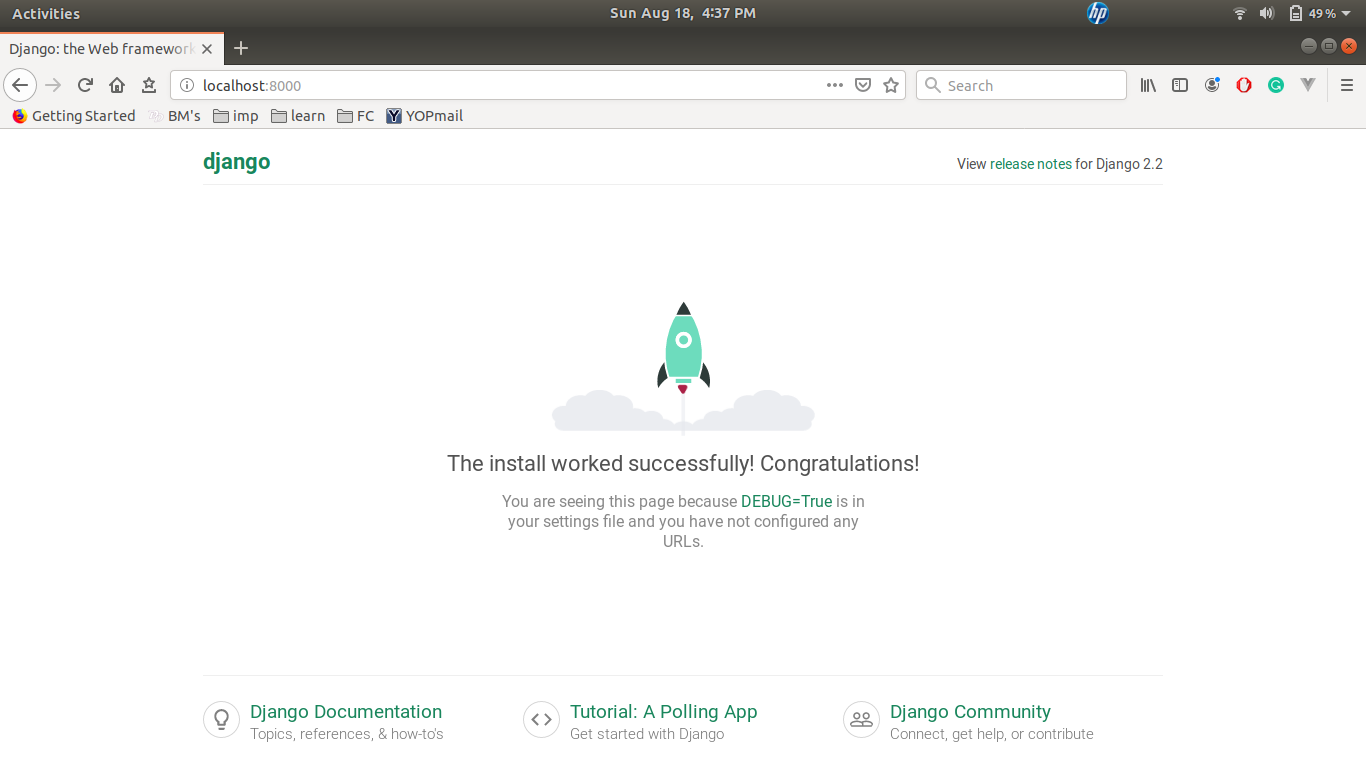 Activities
Sun Aug 18, 4:37 PM
hp
49 %
Django: the Web framework
localhost:8000
Search
Getting Started
BM's
imp
learn
FC
Y
YOPmail
django
View release notes for Django 2.2
The install worked successfully! Congratulations!
You are seeing this page because DEBUG=True is in
your settings file and you have not configured any
URLs.
Django Documentation
Topics, references, & how-to's
Tutorial: A Polling App
Get started with Django
Django Community
Connect, get help, or contribute